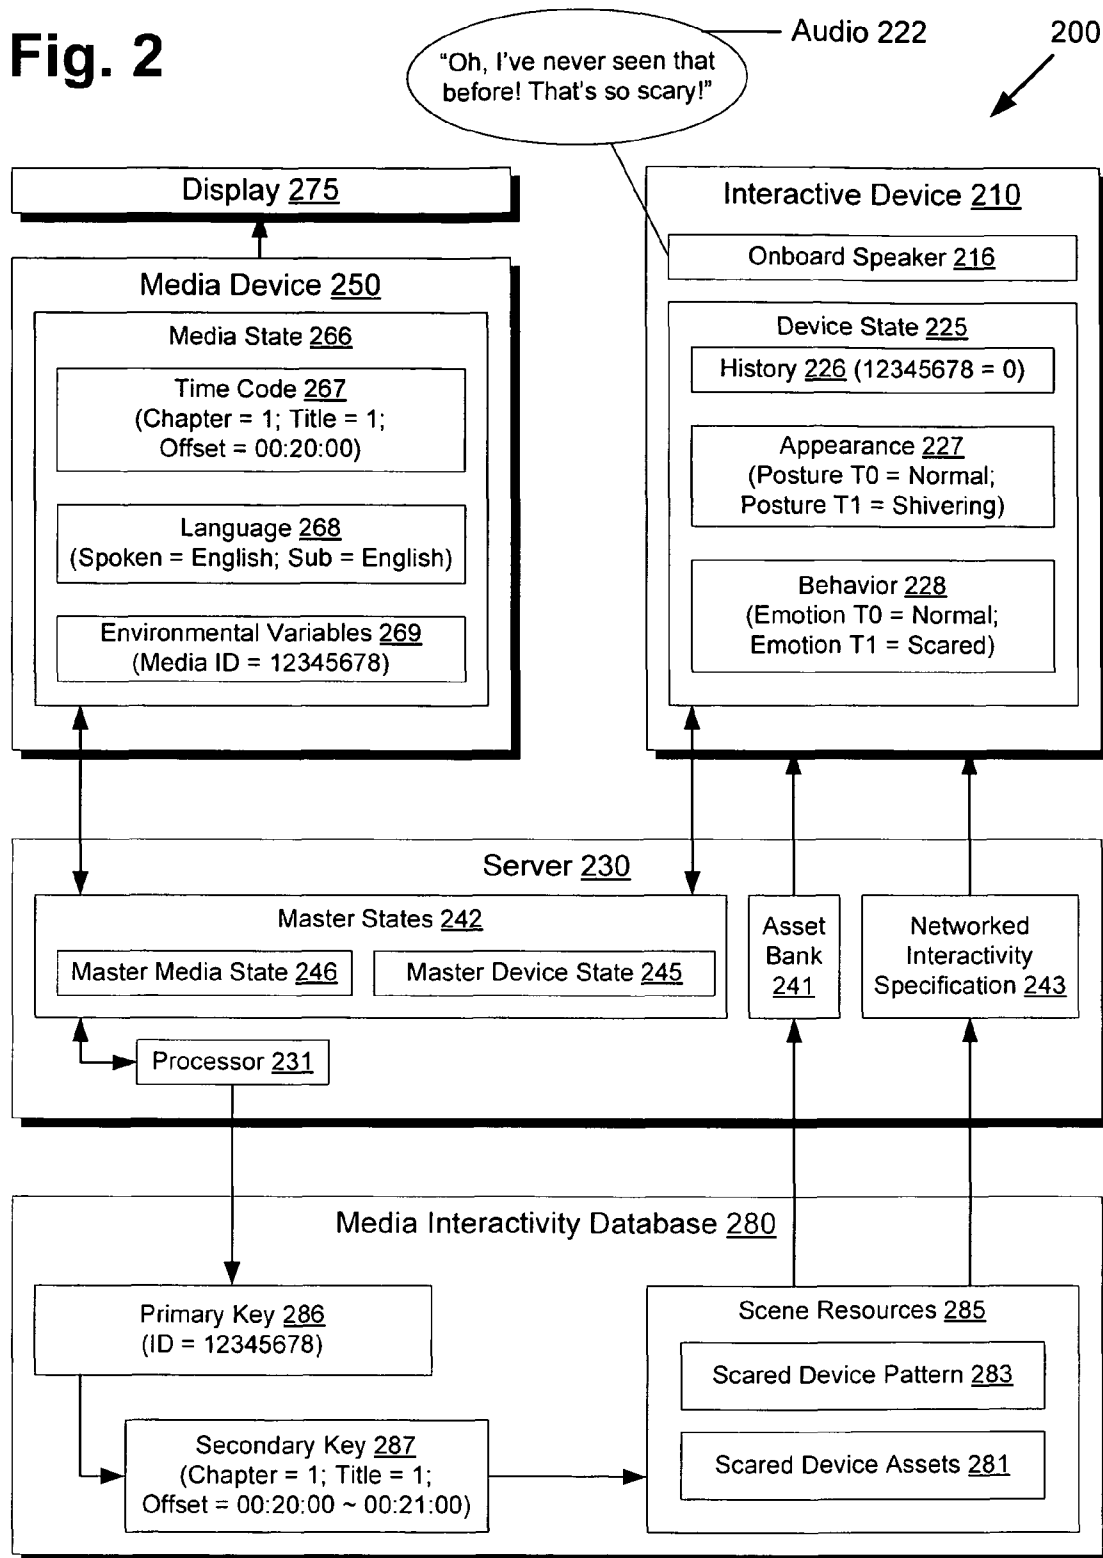 Fig. 2
Audio 222
200
“Oh, I've never seen that
before! That's so scary!”
Display 275
Media Device 250
Media State 266
Time Code 267
(Chapter = 1; Title = 1;
Offset = 00:20:00)
Language 268
(Spoken = English; Sub = English)
Environmental Variables 269
(Media ID = 12345678)
Interactive Device 210
Onboard Speaker 216
Device State 225
History 226 (12345678 = 0)
Appearance 227
(Posture T0 = Normal;
Posture T1 = Shivering)
Behavior 228
(Emotion T0 = Normal;
Emotion T1 = Scared)
Server 230
Master States 242
Master Media State 246
Master Device State 245
Asset
Bank
241
Networked
Interactivity
Specification 243
Processor 231
Media Interactivity Database 280
Primary Key 286
(ID = 12345678)
Secondary Key 287
(Chapter = 1; Title = 1;
Offset = 00:20:00 ~ 00:21:00)
Scene Resources 285
Scared Device Pattern 283
Scared Device Assets 281